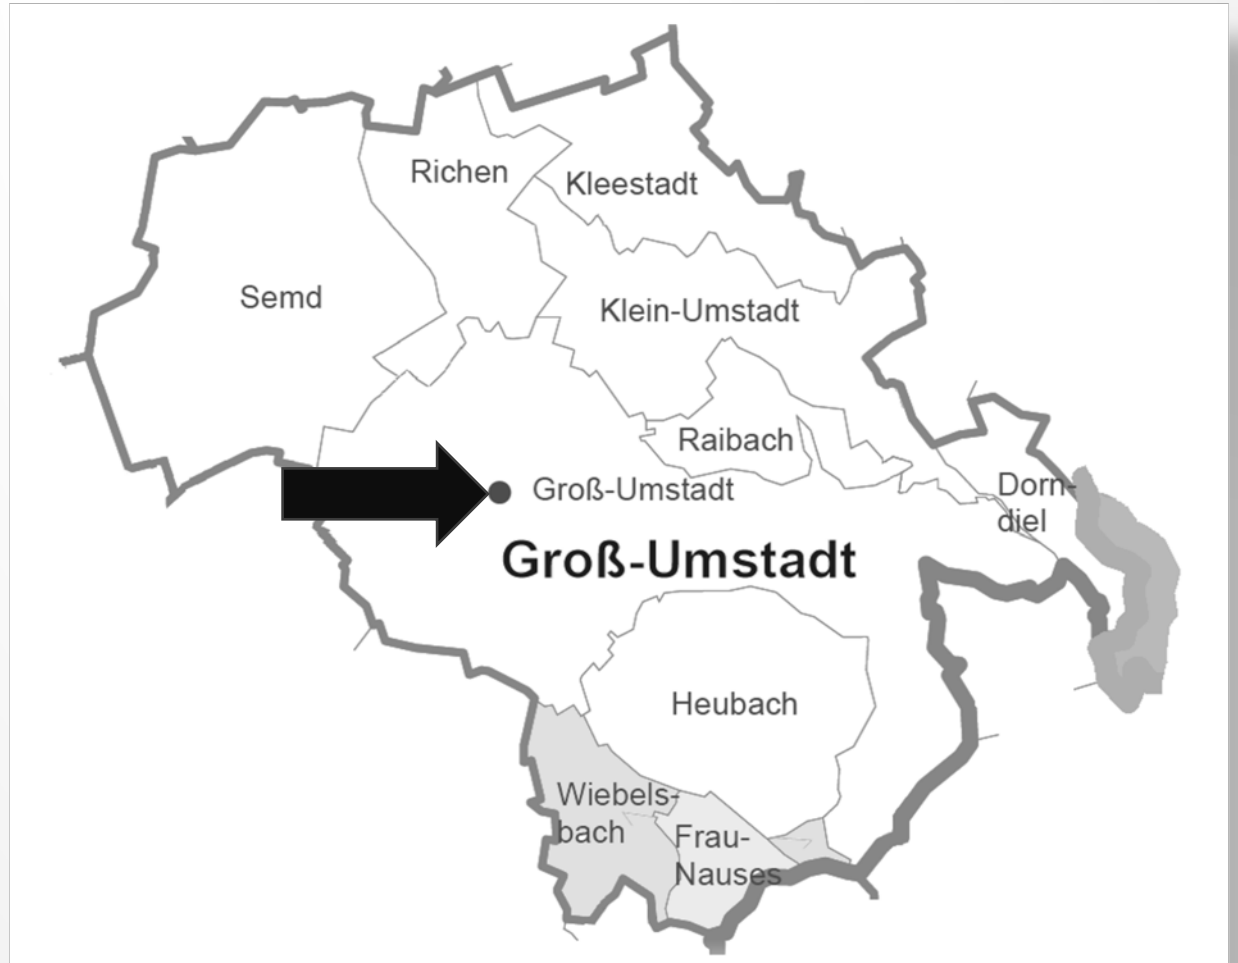 Richen
Kleestadt
Semd
Klein-Umstadt
Raibach
Groß-Umstadt
Dorn-
diel
Groß-Umstadt
Heubach
Wiebels-
bach
Frau-
Nauses